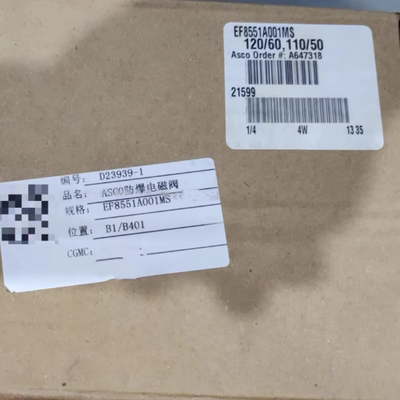 EF8551A001MS
120/60,110/50
Asco Order #: A647318
21599
1/4 4W 13 35
编号: D23939-1
品名: ASCO防爆电磁阀
规格: EF8551A001MS
位置: B1/B401
CGMC: